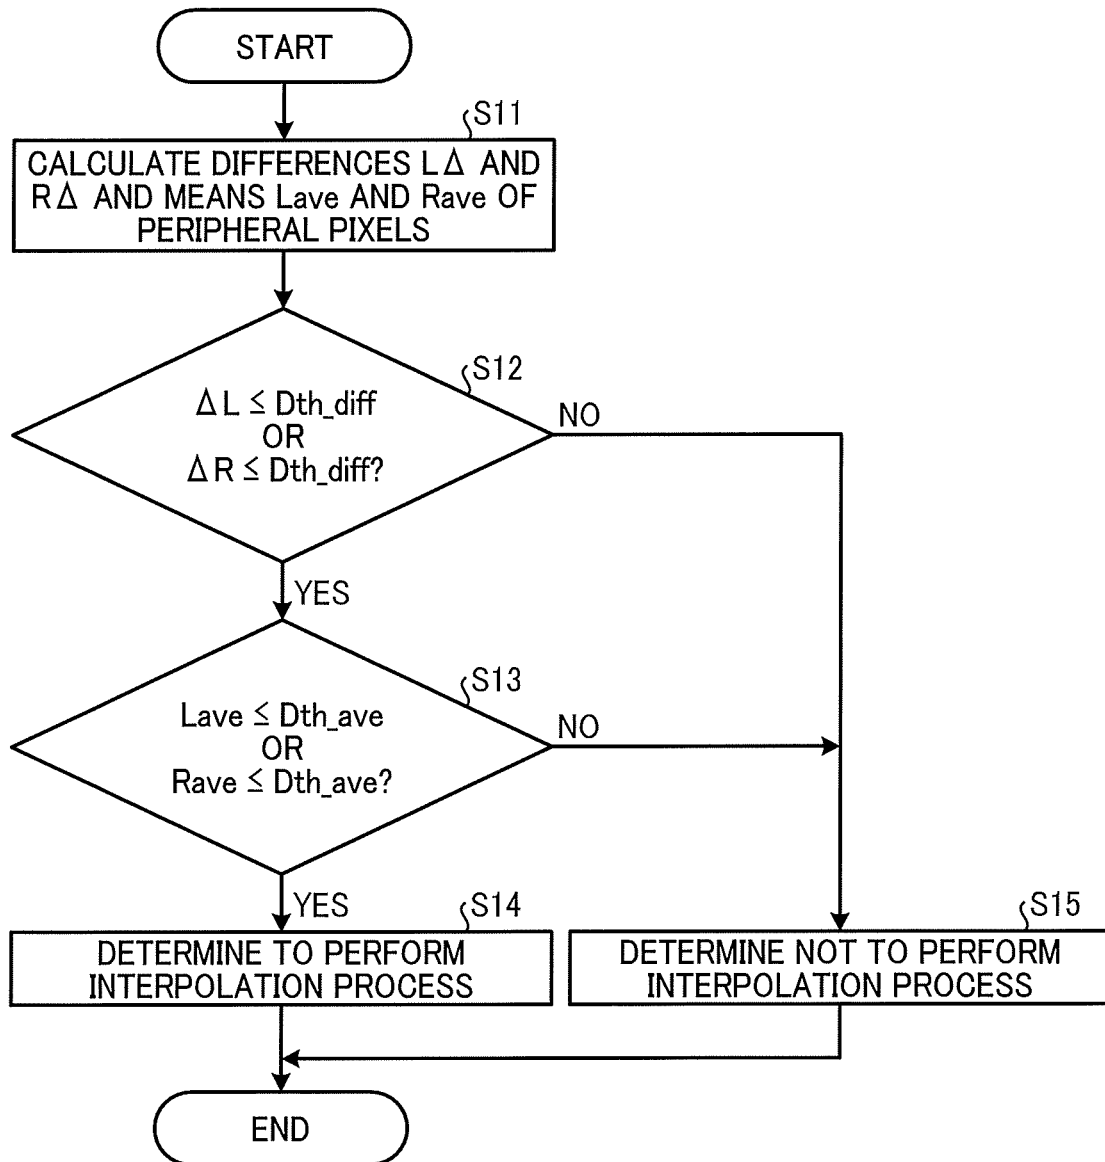 START
S11
CALCULATE DIFFERENCES LΔ AND
RΔ AND MEANS Lave AND Rave OF
PERIPHERAL PIXELS
S12
ΔL ≤ Dth_diff
OR
ΔR ≤ Dth_diff?
NO
YES
S13
Lave ≤ Dth_ave
OR
Rave ≤ Dth_ave?
NO
YES
S14
DETERMINE TO PERFORM
INTERPOLATION PROCESS
S15
DETERMINE NOT TO PERFORM
INTERPOLATION PROCESS
END